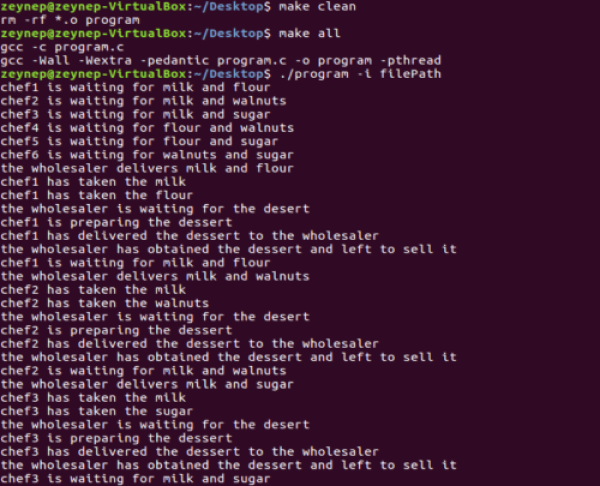 zeynep@zeynep-VirtualBox:~/Desktop$ make clean
rm -rf *.o program
zeynep@zeynep-VirtualBox:~/Desktop$ make all
gcc -c program.c
gcc -Wall -Wextra -pedantic program.c -o program -pthread
zeynep@zeynep-VirtualBox:~/Desktop$ ./program -i filePath
chef1 is waiting for milk and flour
chef2 is waiting for milk and walnuts
chef3 is waiting for milk and sugar
chef4 is waiting for flour and walnuts
chef5 is waiting for flour and sugar
chef6 is waiting for walnuts and sugar
the wholesaler delivers milk and flour
chef1 has taken the milk
chef1 has taken the flour
the wholesaler is waiting for the desert
chef1 is preparing the dessert
chef1 has delivered the dessert to the wholesaler
the wholesaler has obtained the dessert and left to sell it
chef1 is waiting for milk and flour
the wholesaler delivers milk and walnuts
chef2 has taken the milk
chef2 has taken the walnuts
the wholesaler is waiting for the desert
chef2 is preparing the dessert
chef2 has delivered the dessert to the wholesaler
the wholesaler has obtained the dessert and left to sell it
chef2 is waiting for milk and walnuts
the wholesaler delivers milk and sugar
chef3 has taken the milk
chef3 has taken the sugar
the wholesaler is waiting for the desert
chef3 is preparing the dessert
chef3 has delivered the dessert to the wholesaler
the wholesaler has obtained the dessert and left to sell it
chef3 is waiting for milk and sugar